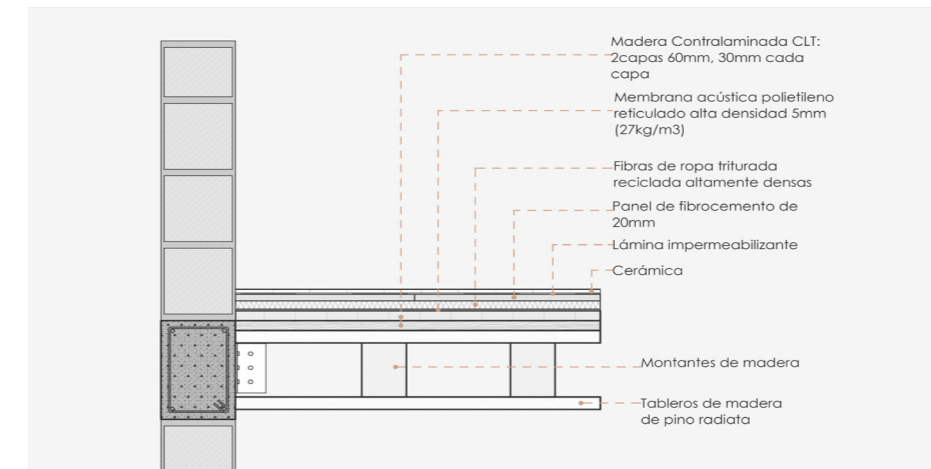 Madera Contralaminada CLT:
2capas 60mm, 30mm cada
capa
Membrana acústica polietileno
reticulado alta densidad 5mm
(27kg/m3)
Fibras de ropa triturada
reciclada altamente densas
Panel de fibrocemento de
20mm
Lámina impermeabilizante
Cerámica
Montantes de madera
Tableros de madera
de pino radiata